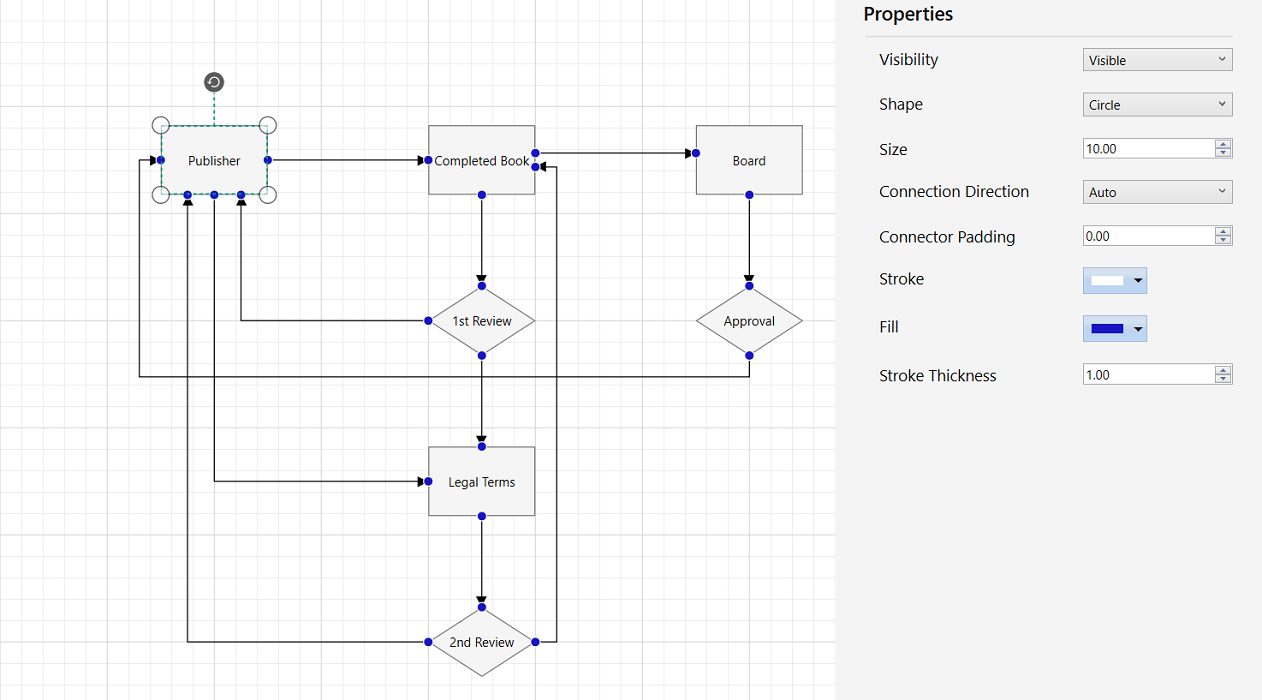 Properties
Visibility
Visible
Shape
Circle
Size
10.00
Connection Direction
Auto
Connector Padding
0.00
Stroke
Fill
Stroke Thickness
1.00
Publisher
Completed Book
Board
1st Review
Approval
Legal Terms
2nd Review